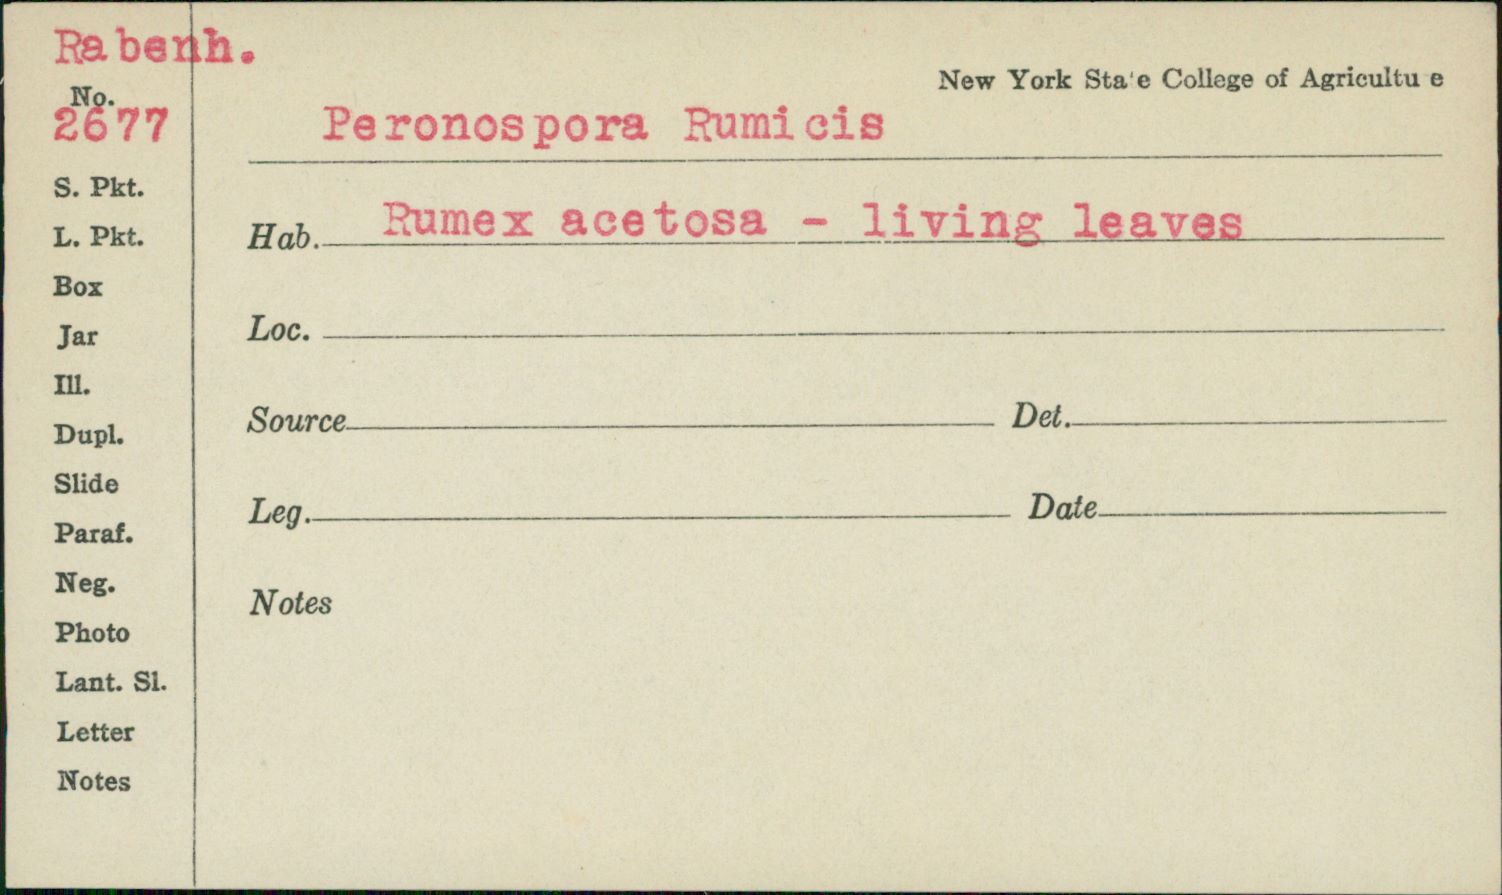 Rabenh.
New York Sta'e College of Agricultu e
No.
2677
Peronospora Rumicis
S. Pkt.
L. Pkt.
Hab. Rumex acetosa - living leaves
Box
Jar
Loc.
Ill.
Dupl.
Source Det.
Slide
Leg. Date
Paraf.
Neg.
Notes
Photo
Lant. Sl.
Letter
Notes